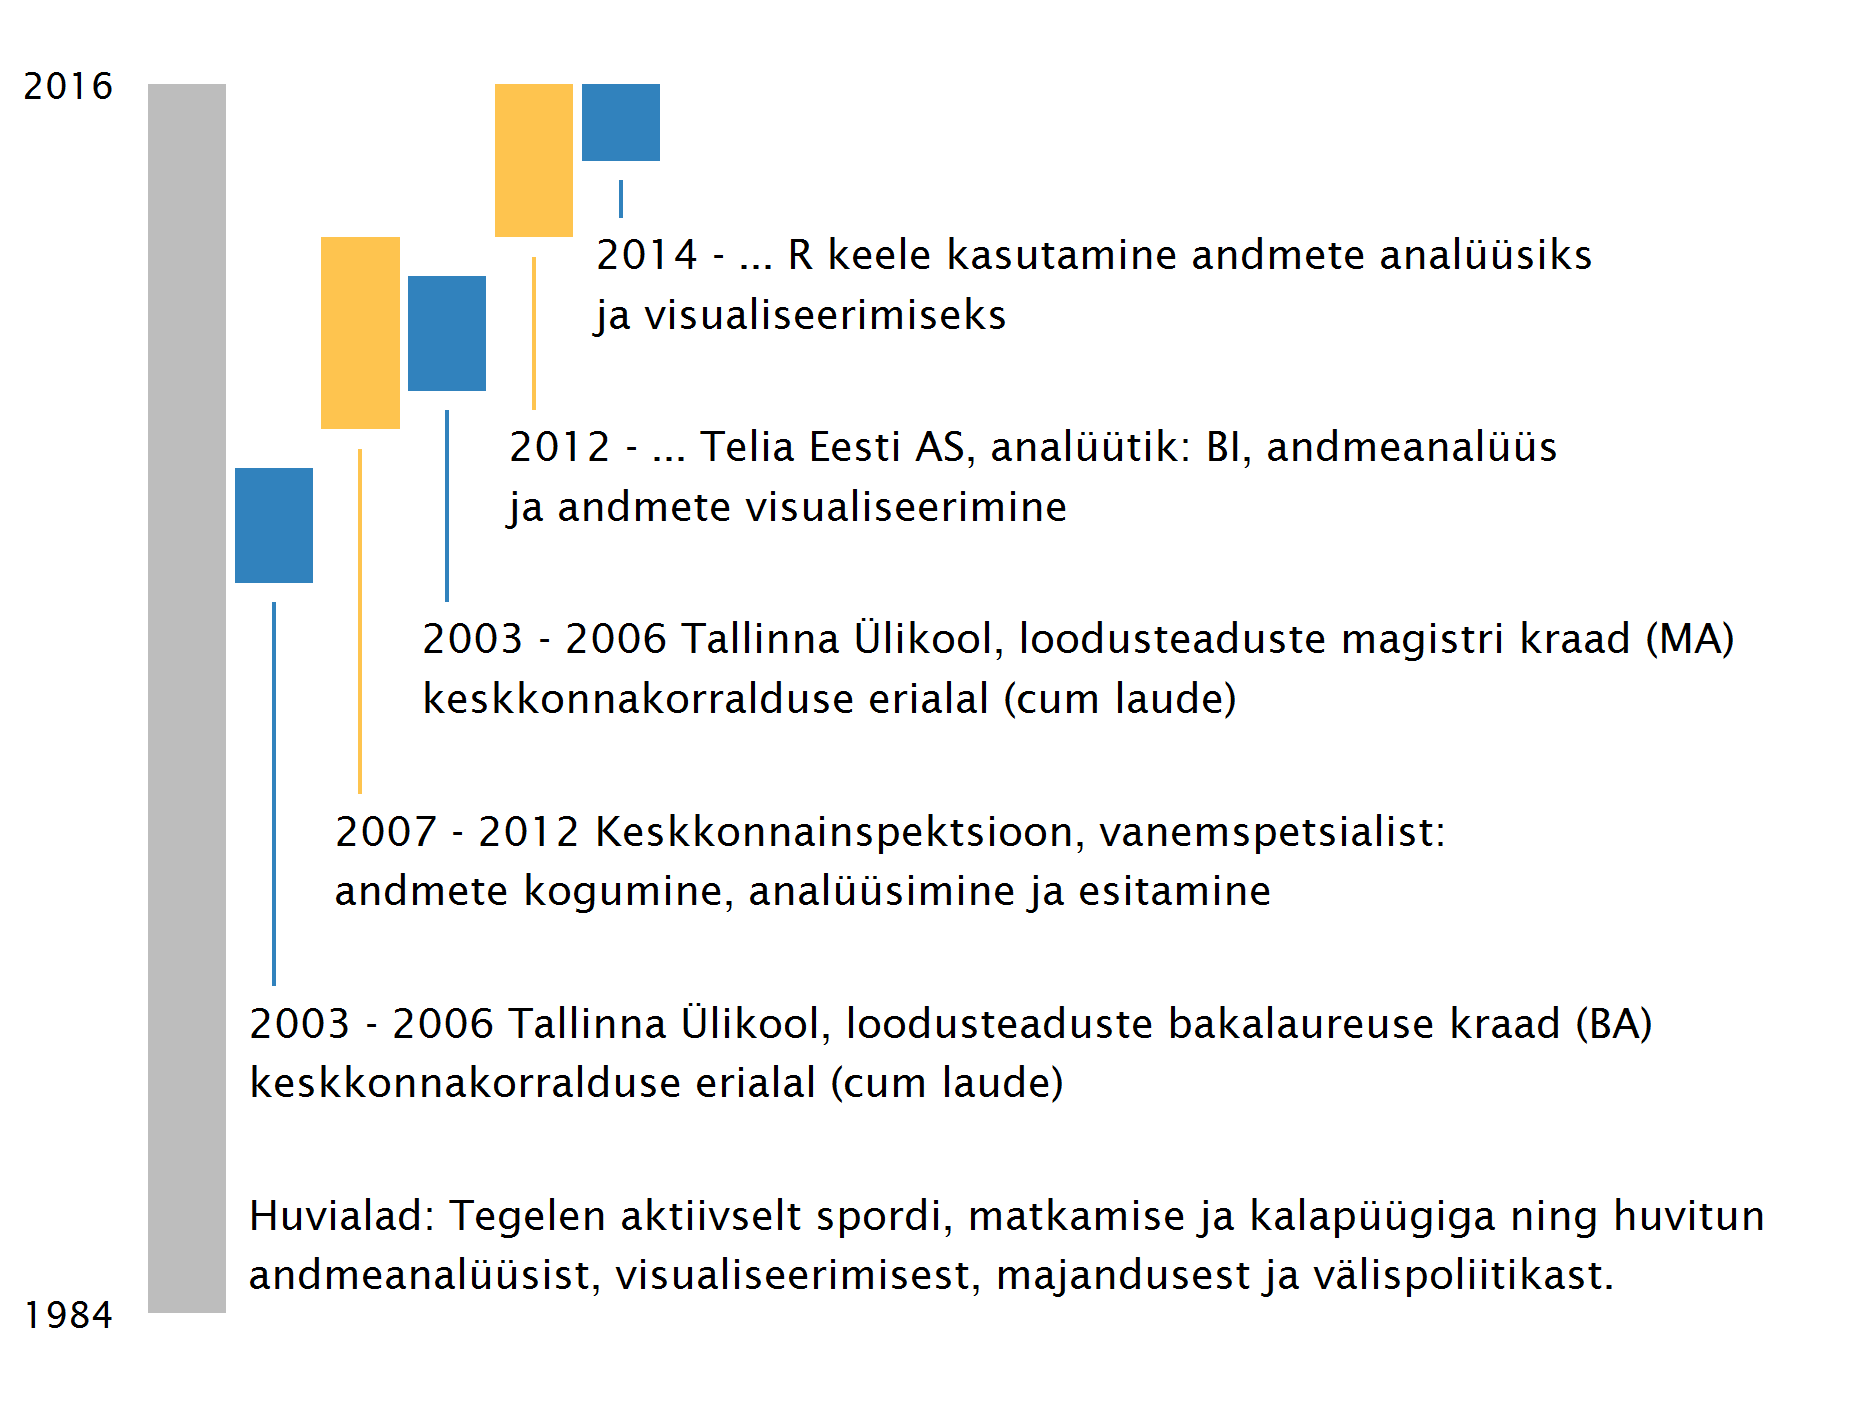 2016
2014 - ... R keele kasutamine andmete analüüsiks
ja visualiseerimiseks
2012 - ... Telia Eesti AS, analüütik: BI, andmeanalüüs
ja andmete visualiseerimine
2003 - 2006 Tallinna Ülikool, loodusteaduste magistri kraad (MA)
keskkonnakorralduse erialal (cum laude)
2007 - 2012 Keskkonnainspektsioon, vanemspetsialist:
andmete kogumine, analüüsimine ja esitamine
2003 - 2006 Tallinna Ülikool, loodusteaduste bakalaureuse kraad (BA)
keskkonnakorralduse erialal (cum laude)
Huvialad: Tegelen aktiivselt spordi, matkamise ja kalapüügiga ning huvitun
andmeanalüüsist, visualiseerimisest, majandusest ja välispoliitikast.
1984